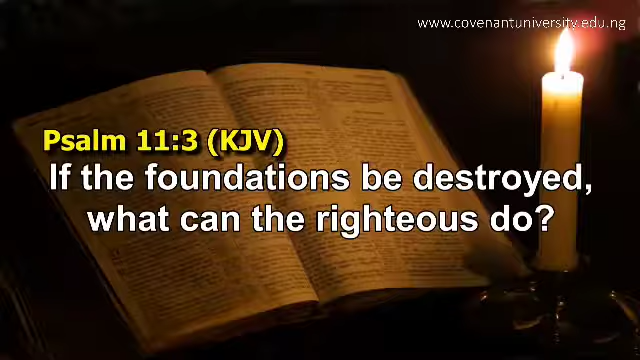 www.covenantuniversity.edu.ng
Psalm 11:3 (KJV)
If the foundations be destroyed,
what can the righteous do?